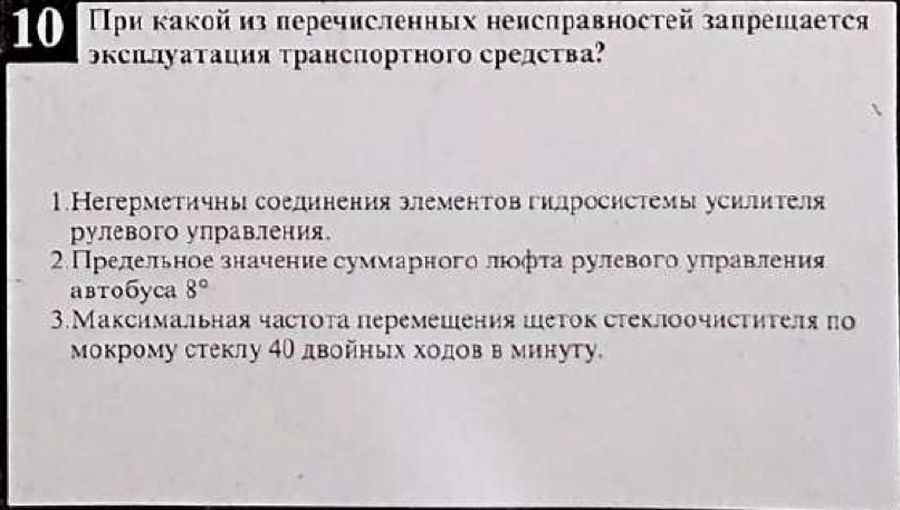 10 При какой из перечисленных неисправностей запрещается
эксплуатация транспортного средства?
1.Негерметичны соединения элементов гидросистемы усилителя
рулевого управления.
2.Предельное значение суммарного люфта рулевого управления
автобуса 8°
3.Максимальная частота перемещения щеток стеклоочистителя по
мокрому стеклу 40 двойных ходов в минуту.